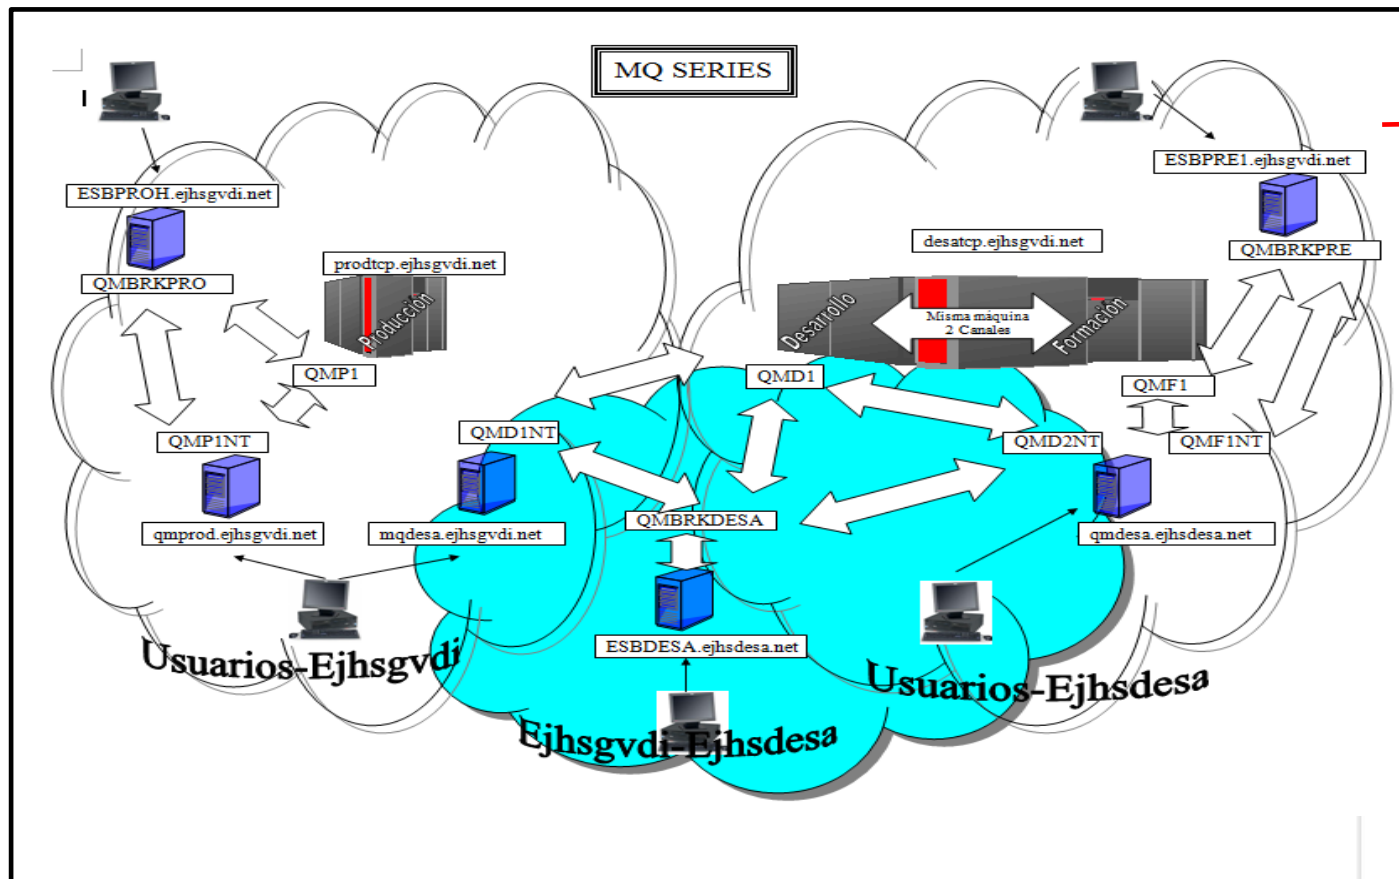 MQ SERIES
ESBPROH.ejhsgvdi.net
QMBRKPRO
prodtcp.ejhsgvdi.net
Producción
QMP1
QMP1NT
qmprod.ejhsgvdi.net
QMD1NT
mqdesa.ejhsgvdi.net
Usuarios-Ejhsgvdi
ESBPRE1.ejhsgvdi.net
QMBRKPRE
desatcp.ejhsgvdi.net
Desarrollo
Misma máquina
2 Canales
Formación
QMD1
QMF1
QMD2NT
QMF1NT
qmdesa.ejhsdesa.net
QMBRKDESA
ESBDESA.ejhsdesa.net
Usuarios-Ejhsdesa
Ejhsgvdi-Ejhsdesa